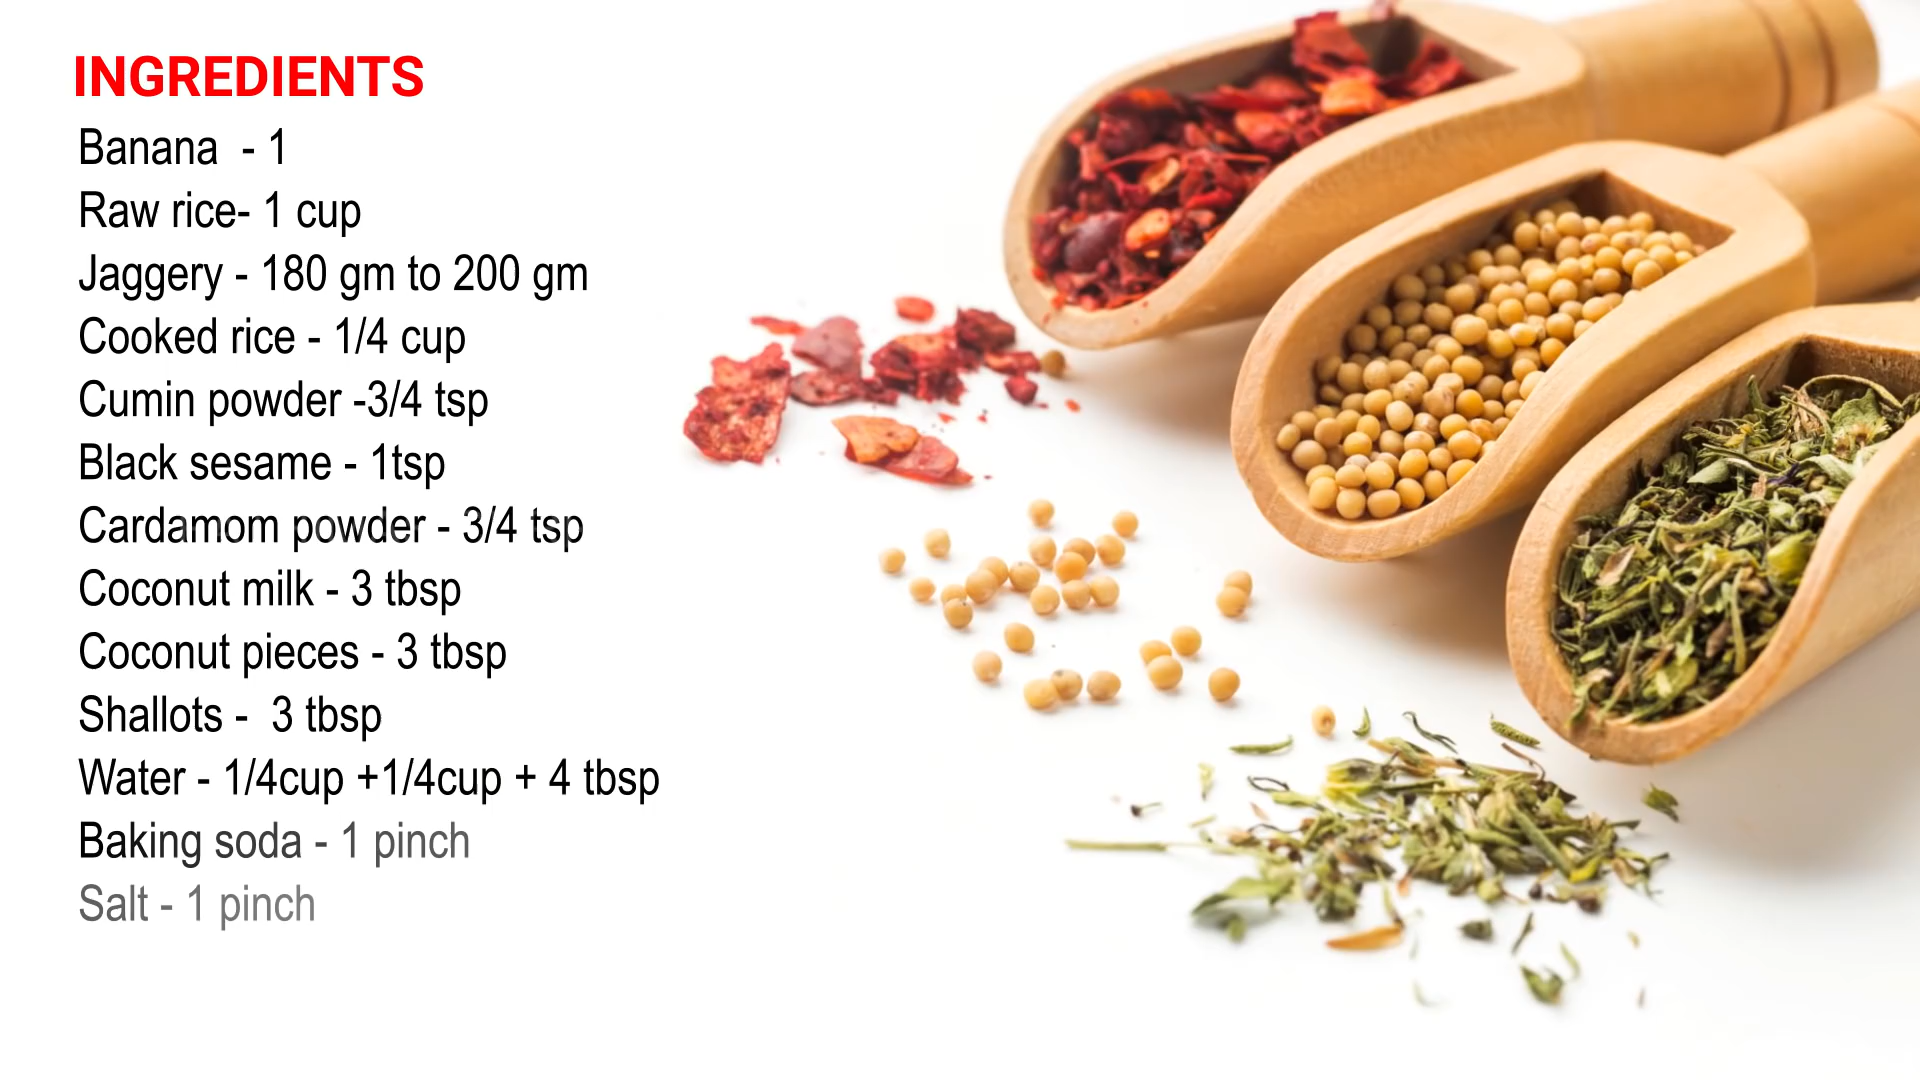 INGREDIENTS
Banana  - 1
Raw rice- 1 cup
Jaggery - 180 gm to 200 gm
Cooked rice - 1/4 cup
Cumin powder -3/4 tsp
Black sesame - 1tsp
Cardamom powder - 3/4 tsp
Coconut milk - 3 tbsp
Coconut pieces - 3 tbsp
Shallots -  3 tbsp
Water - 1/4cup +1/4cup + 4 tbsp
Baking soda - 1 pinch
Salt - 1 pinch